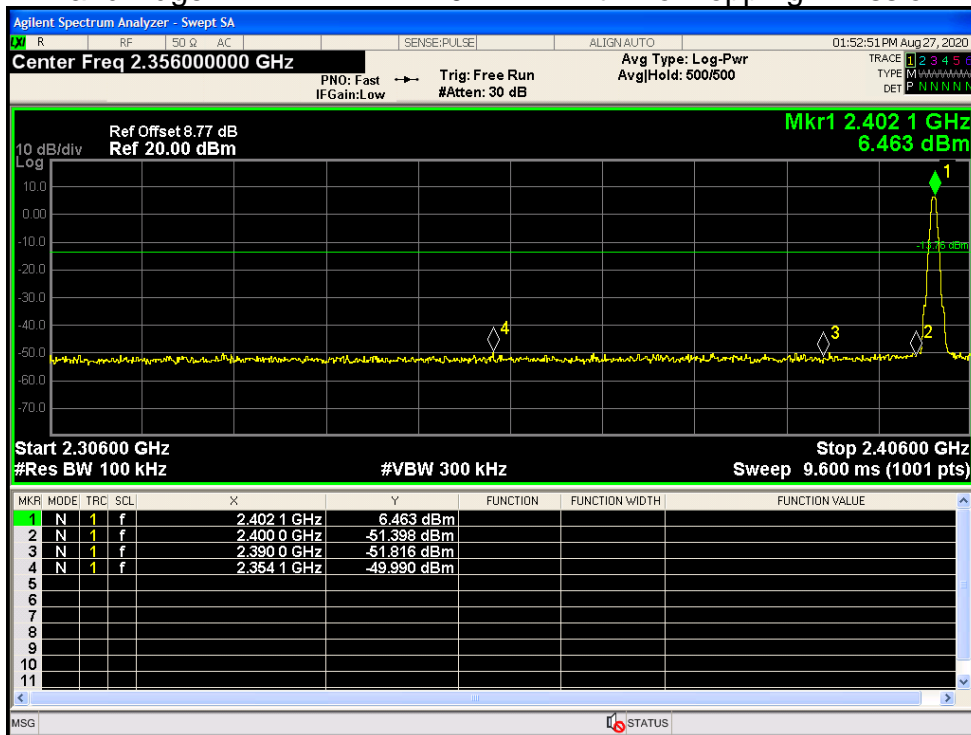 Agilent Spectrum Analyzer - Swept SA
LXI R RF 50 Ω AC SENSE:PULSE ALIGN AUTO 01:52:51 PM Aug 27, 2020
Center Freq 2.356000000 GHz
PNO: Fast
IFGain:Low
Trig: Free Run
#Atten: 30 dB
Avg Type: Log-Pwr
Avg|Hold: 500/500
TRACE 1 2 3 4 5 6
TYPE M
DET P N N N N N
Mkr1 2.402 1 GHz
6.463 dBm
Ref Offset 8.77 dB
10 dB/div Ref 20.00 dBm
Log
1
10.0
0.00
-10.0
-13.76 dBm
-20.0
-30.0
-40.0
4
3
2
-50.0
-60.0
-70.0
Start 2.30600 GHz Stop 2.40600 GHz
#Res BW 100 kHz #VBW 300 kHz Sweep 9.600 ms (1001 pts)
MKR MODE TRC SCL X Y FUNCTION FUNCTION WIDTH FUNCTION VALUE
1 N 1 f 2.402 1 GHz 6.463 dBm
2 N 1 f 2.400 0 GHz -51.398 dBm
3 N 1 f 2.390 0 GHz -51.816 dBm
4 N 1 f 2.354 1 GHz -49.990 dBm
5
6
7
8
9
10
11
MSG STATUS